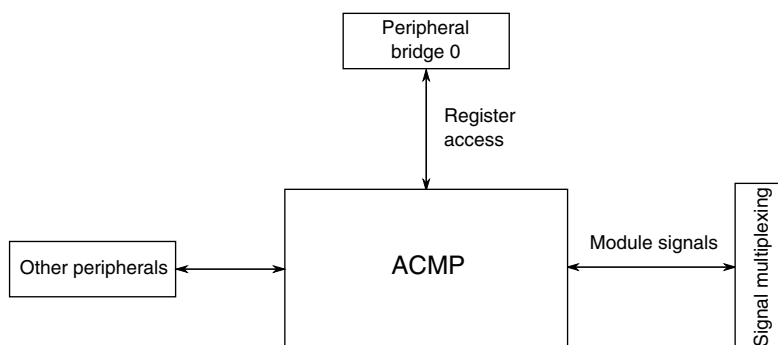 Peripheral
bridge 0
Register
access
Other peripherals
ACMP
Module signals
Signal multiplexing